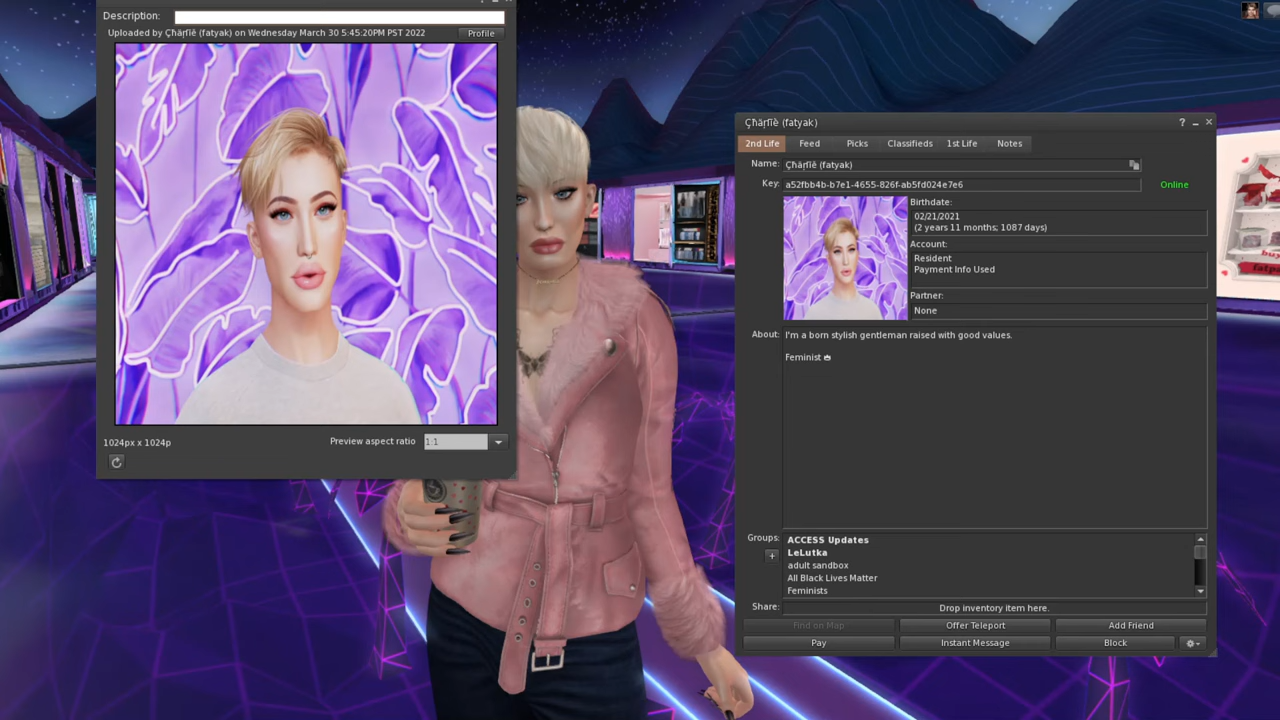 Description:
Uploaded by Çħąɼſīē (fatyak) on Wednesday March 30 5:45:20PM PST 2022
Profile
1024px x 1024p
Preview aspect ratio
1:1
Çħąɼſīē (fatyak)
2nd Life
Feed
Picks
Classifieds
1st Life
Notes
Name:
Çħąɼſīē (fatyak)
Key:
a52fbb4b-b7e1-4655-826f-ab5fd024e7e6
Online
Birthdate:
02/21/2021
(2 years 11 months; 1087 days)
Account:
Resident
Payment Info Used
Partner:
None
About:
I'm a born stylish gentleman raised with good values.
Feminist
Groups:
ACCESS Updates
LeLutka
adult sandbox
All Black Lives Matter
Feminists
Share:
Drop inventory item here.
Find on Map
Offer Teleport
Add Friend
Pay
Instant Message
Block